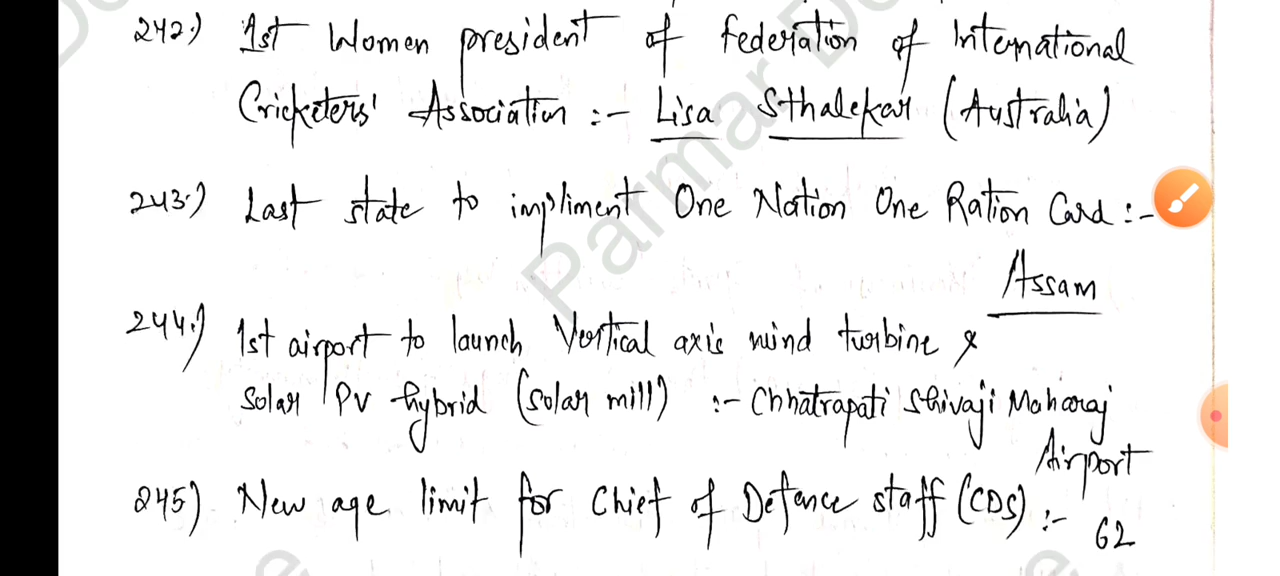 242.) 1st Women president of federation of International
Cricketers' Association :- Lisa Sthalekar (Australia)
243.) Last state to impliment One Nation One Ration Card :-
Assam
244.) 1st airport to launch Vertical axis wind turbine &
Solar PV hybrid (Solar mill) :- Chhatrapati Shivaji Maharaj
Airport
245) New age limit for Chief of Defence staff (CDS) :- 62
Parmar